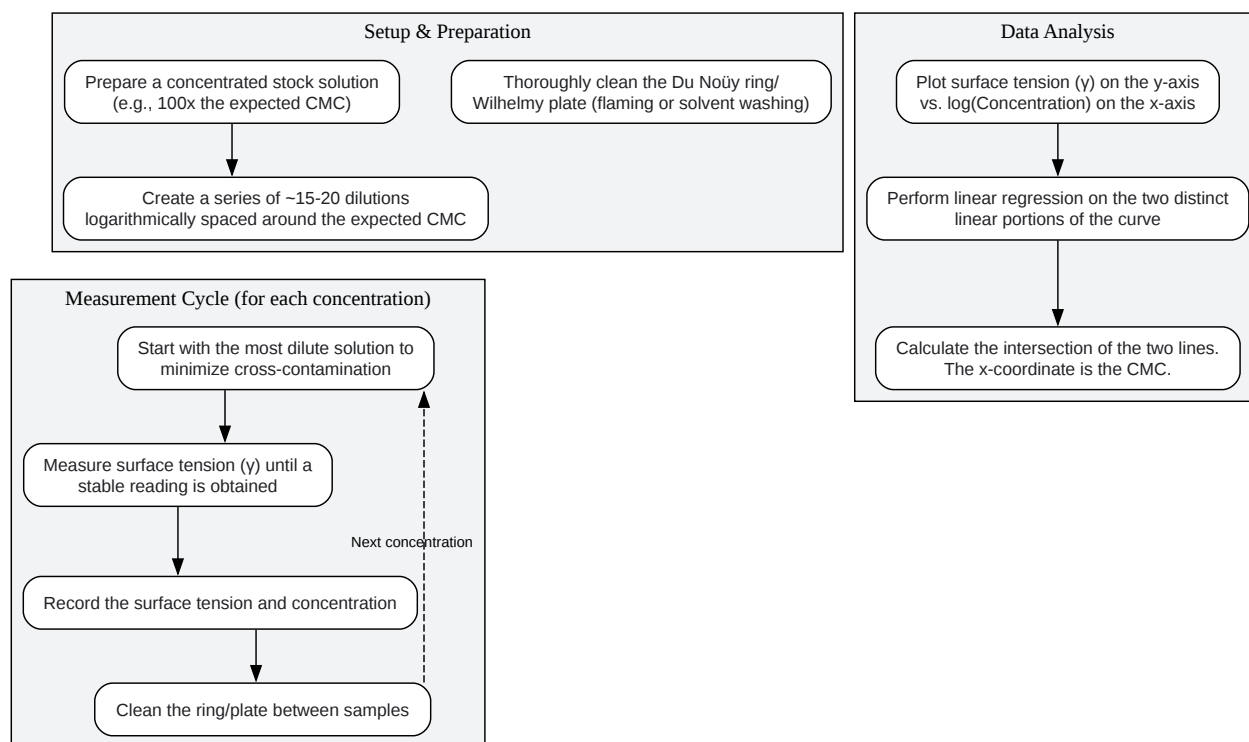 Setup & Preparation
Prepare a concentrated stock solution
(e.g., 100x the expected CMC)
Thoroughly clean the Du Noüy ring/
Wilhelmy plate (flaming or solvent washing)
Create a series of ~15-20 dilutions
logarithmically spaced around the expected CMC
Data Analysis
Plot surface tension (γ) on the y-axis
vs. log(Concentration) on the x-axis
Perform linear regression on the two distinct
linear portions of the curve
Calculate the intersection of the two lines.
The x-coordinate is the CMC.
Measurement Cycle (for each concentration)
Start with the most dilute solution to
minimize cross-contamination
Measure surface tension (γ) until a
stable reading is obtained
Next concentration
Record the surface tension and concentration
Clean the ring/plate between samples